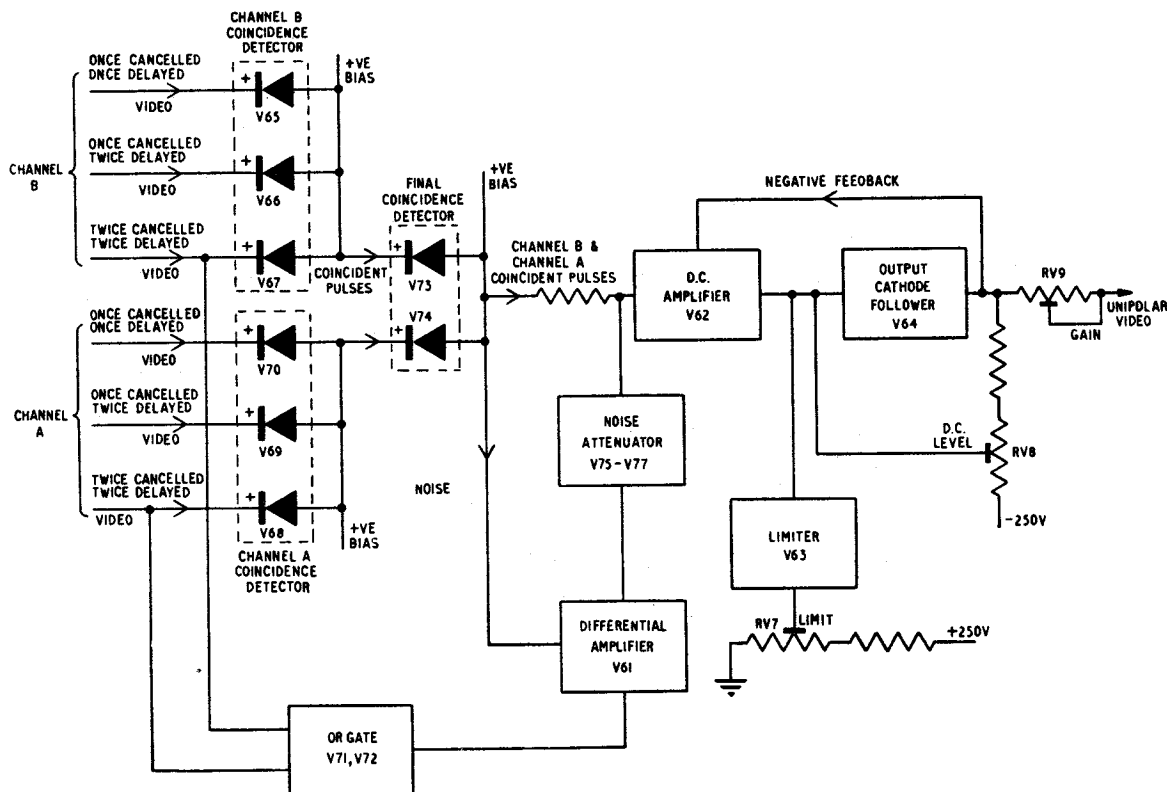 CHANNEL B
COINCIDENCE
DETECTOR
ONCE CANCELLED
DNCE DELAYED
VIDEO
+
V65
+VE
BIAS
CHANNEL
B
ONCE CANCELLED
TWICE DELAYED
VIDEO
+
V66
TWICE CANCELLED
TWICE DELAYED
VIDEO
+
V67
COINCIDENT
PULSES
FINAL
COINCIDENCE
DETECTOR
+
V73
V74
+
+VE
BIAS
CHANNEL B &
CHANNEL A
COINCIDENT PULSES
NEGATIVE FEEOBACK
D.C.
AMPLIFIER
V62
OUTPUT
CATHODE
FOLLOWER
V64
RV9
GAIN
UNIPOLAR
VIDEO
CHANNEL
A
ONCE CANCELLED
ONCE DELAYED
VIDEO
+
V70
ONCE CANCELLED
TWICE DELAYED
VIDEO
+
V69
TWICE CANCELLED
TWICE DELAYED
VIDEO
+
V68
+VE
BIAS
CHANNEL A
COINCIDENCE
DETECTOR
NOISE
NOISE
ATTENUATOR
V75-V77
D.C.
LEVEL
RV8
-250V
LIMITER
V63
RV7
LIMIT
+250V
DIFFERENTIAL
AMPLIFIER
V61
OR GATE
V71, V72